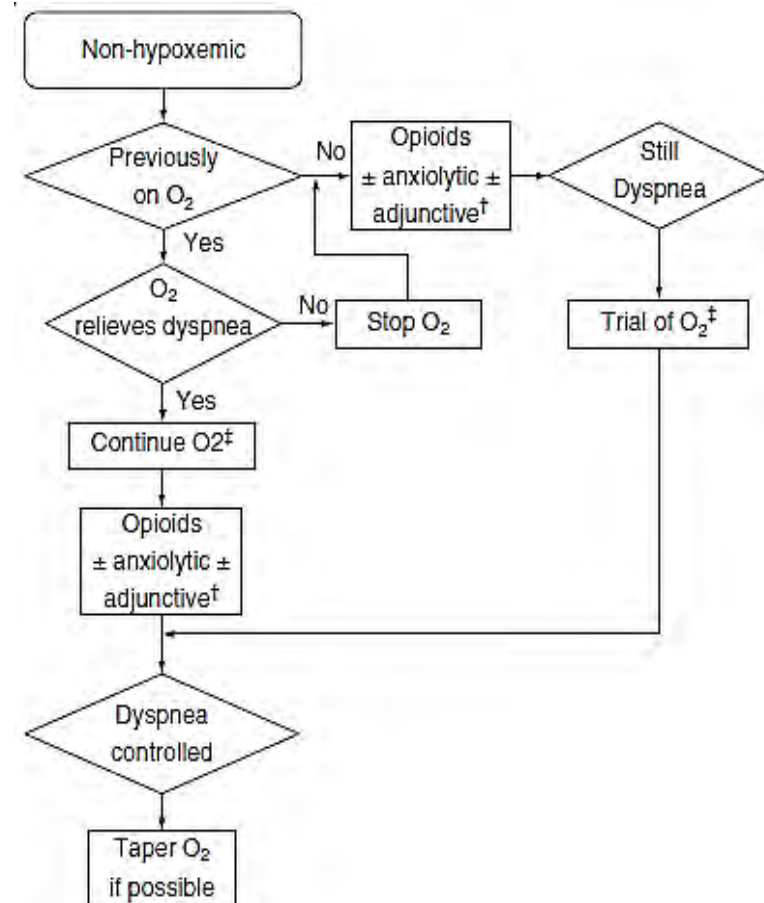 Non-hypoxemic
Previously
on O₂
No
Opioids
± anxiolytic ±
adjunctive†
Still
Dyspnea
Yes
O₂
relieves dyspnea
No
Stop O₂
Trial of O₂‡
Yes
Continue O2‡
Opioids
± anxiolytic ±
adjunctive†
Dyspnea
controlled
Taper O₂
if possible